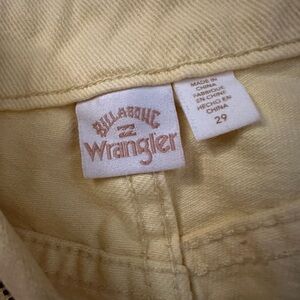 BILLABONG
Wrangler
MADE IN
CHINA
FABRIQUÉ
EN CHINE
HECHO EN
CHINA
29